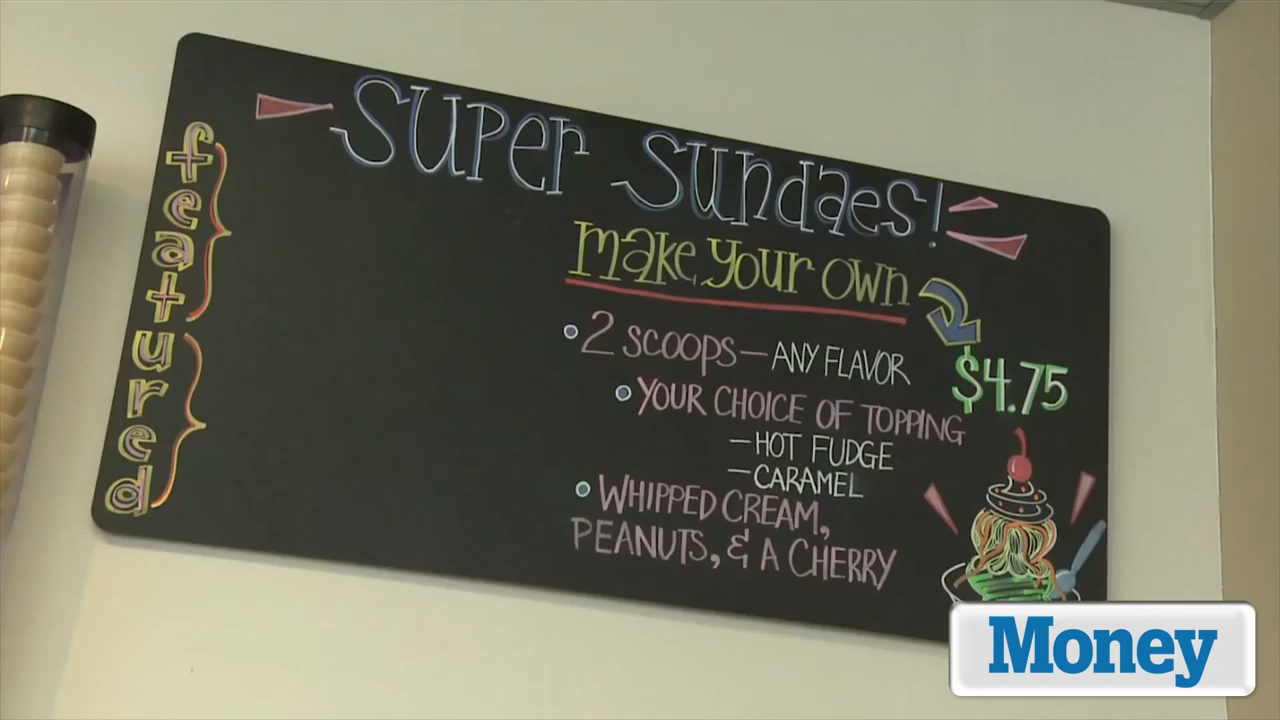 SUPER SUNDAES!
featured
make your own
$4.75
• 2 SCOOPS — ANY FLAVOR
• YOUR CHOICE OF TOPPING
— HOT FUDGE
— CARAMEL
• WHIPPED CREAM,
PEANUTS, & A CHERRY
Money